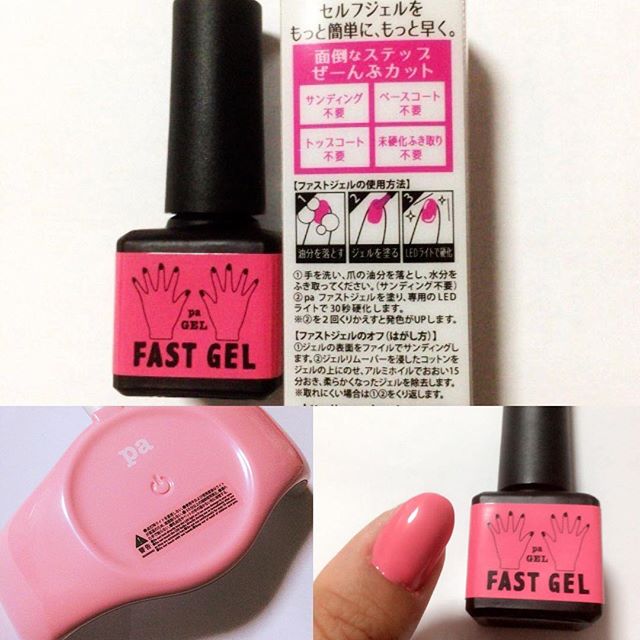 セルフジェルを
もっと簡単に、もっと早く。
面倒なステップ
ぜーんぶカット
サンディング
不要
ベースコート
不要
トップコート
不要
未硬化ふき取り
不要
【ファストジェルの使用方法】
1
2
3
油分を落とす
ジェルを塗る
LEDライトで硬化
①手を洗い、爪の油分を落とし、水分を
ふき取ってください。(サンディング不要)
②pa ファストジェルを塗り、専用のLED
ライトで30秒硬化します。
※②を2回くりかえすと発色がUPします。
【ファストジェルのオフ(はがし方)】
①ジェルの表面をファイルでサンディングし
ます。②ジェルリムーバーを浸したコットンを
ジェルの上にのせ、アルミホイルでおおい15
分おき、柔らかくなったジェルを除去します。
※取れにくい場合は①②をくり返します。
pa
GEL
FAST GEL
pa
警告
pa
GEL
FAST GEL